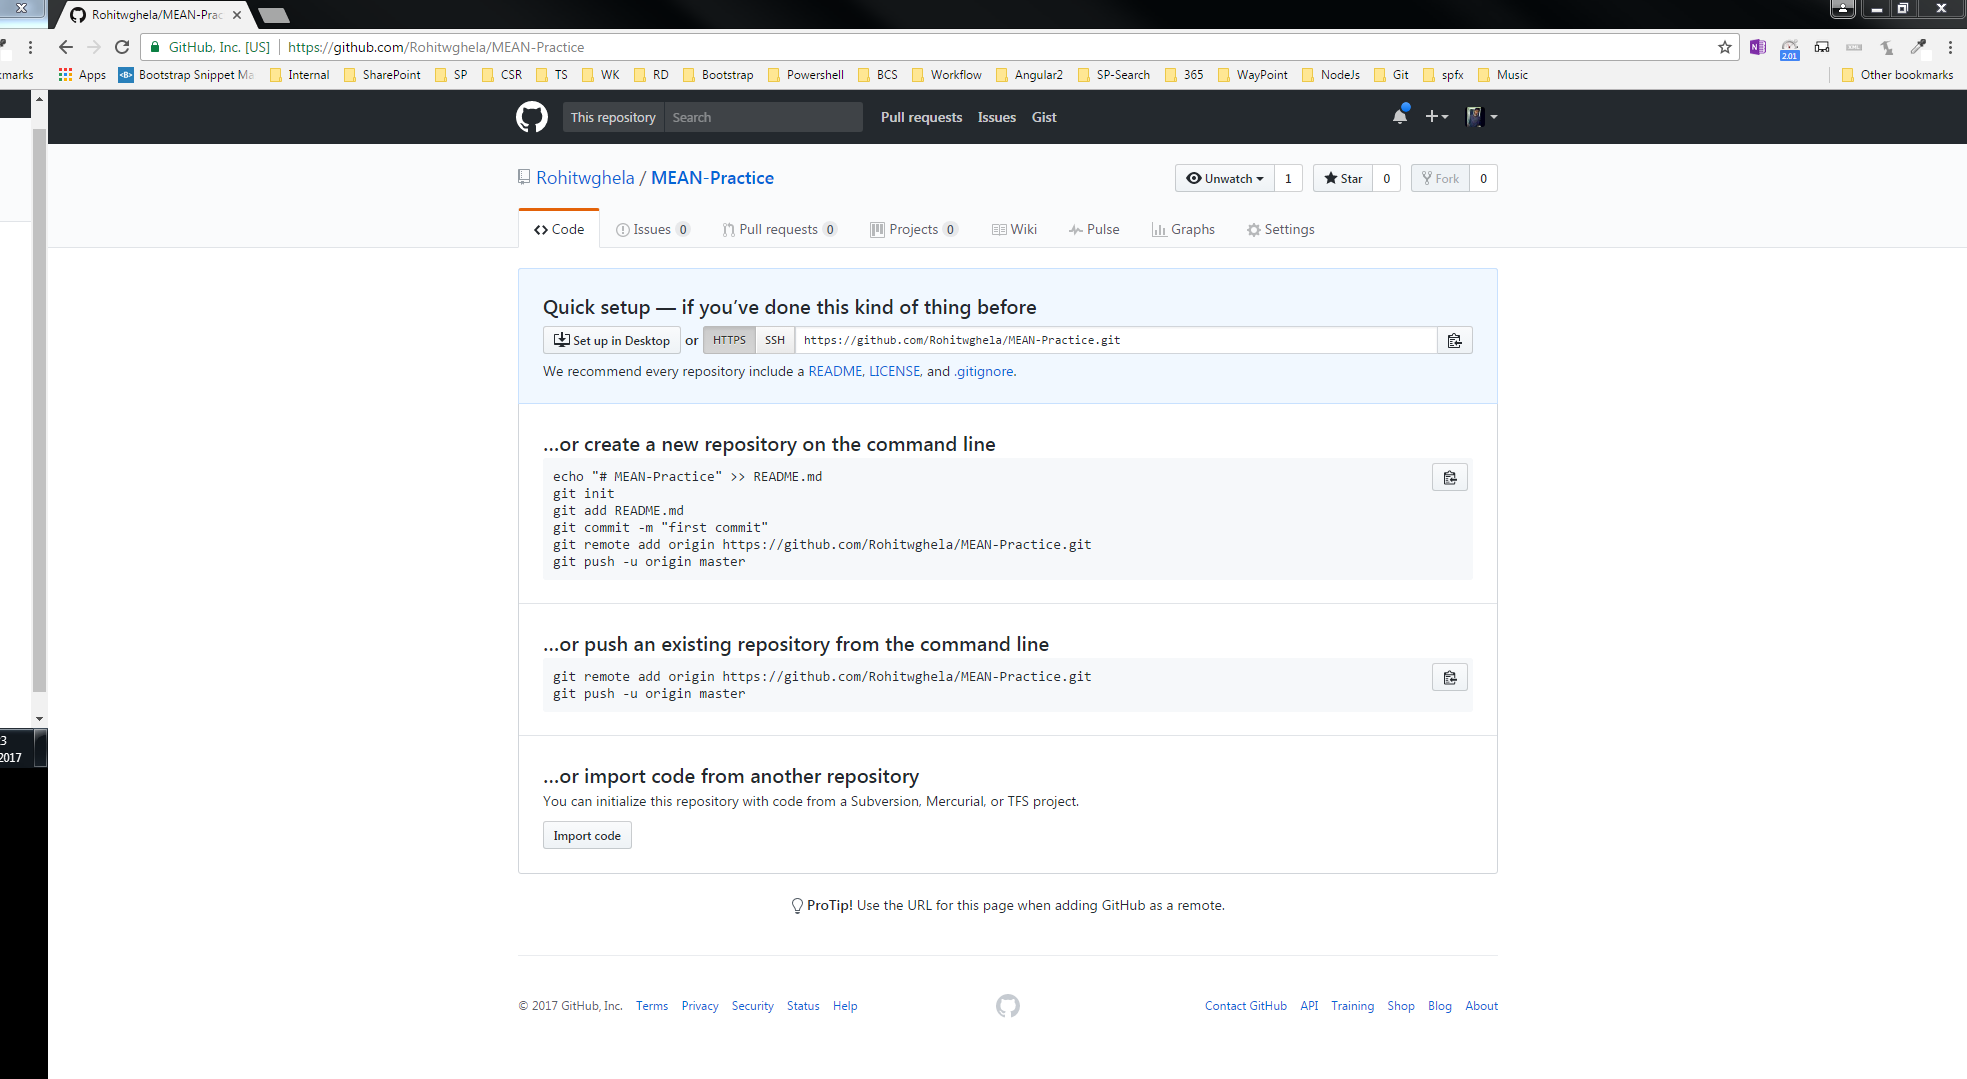 Rohitwghela/MEAN-Prac
GitHub, Inc. [US] https://github.com/Rohitwghela/MEAN-Practice
marks Apps Bootstrap Snippet Ma Internal SharePoint SP CSR TS WK RD Bootstrap Powershell BCS Workflow Angular2 SP-Search 365 WayPoint NodeJs Git spfx Music Other bookmarks
2.01
This repository Search Pull requests Issues Gist
Rohitwghela / MEAN-Practice Unwatch 1 Star 0 Fork 0
Code Issues 0 Pull requests 0 Projects 0 Wiki Pulse Graphs Settings
Quick setup — if you’ve done this kind of thing before
Set up in Desktop or HTTPS SSH https://github.com/Rohitwghela/MEAN-Practice.git
We recommend every repository include a README, LICENSE, and .gitignore.
…or create a new repository on the command line
echo "# MEAN-Practice" >> README.md
git init
git add README.md
git commit -m "first commit"
git remote add origin https://github.com/Rohitwghela/MEAN-Practice.git
git push -u origin master
…or push an existing repository from the command line
git remote add origin https://github.com/Rohitwghela/MEAN-Practice.git
git push -u origin master
3
2017
…or import code from another repository
You can initialize this repository with code from a Subversion, Mercurial, or TFS project.
Import code
ProTip! Use the URL for this page when adding GitHub as a remote.
© 2017 GitHub, Inc. Terms Privacy Security Status Help Contact GitHub API Training Shop Blog About